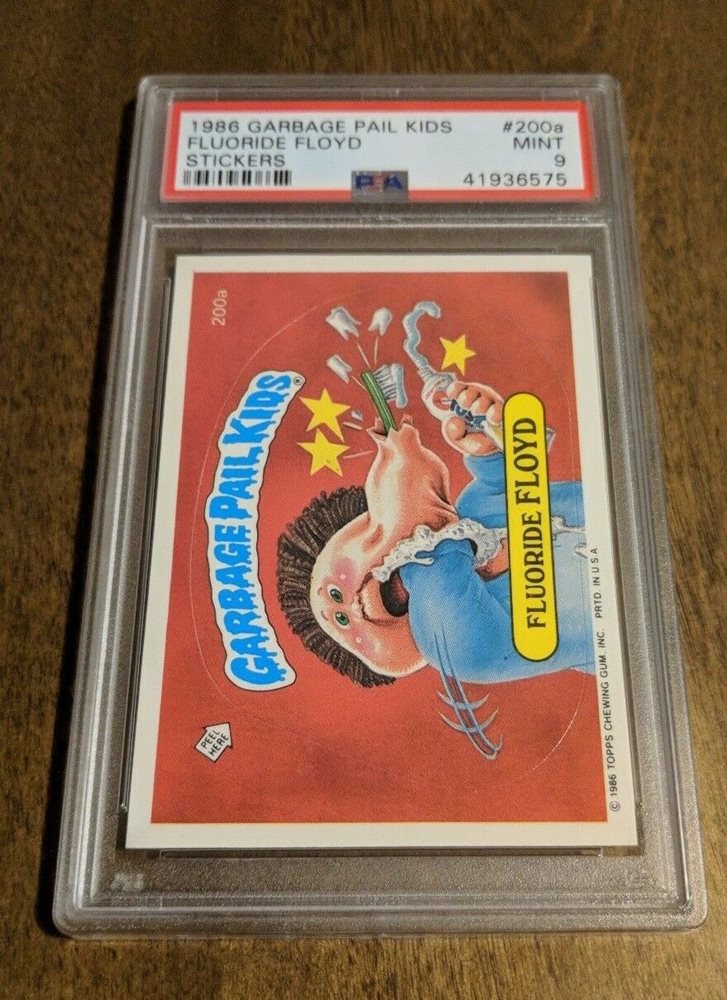 1986 GARBAGE PAIL KIDS #200a
FLUORIDE FLOYD MINT
STICKERS 9
PSA 41936575
200a
GARBAGE PAIL KIDS®
PEEL HERE
FLUORIDE FLOYD
© 1986 TOPPS CHEWING GUM, INC. PRTD. IN U.S.A.